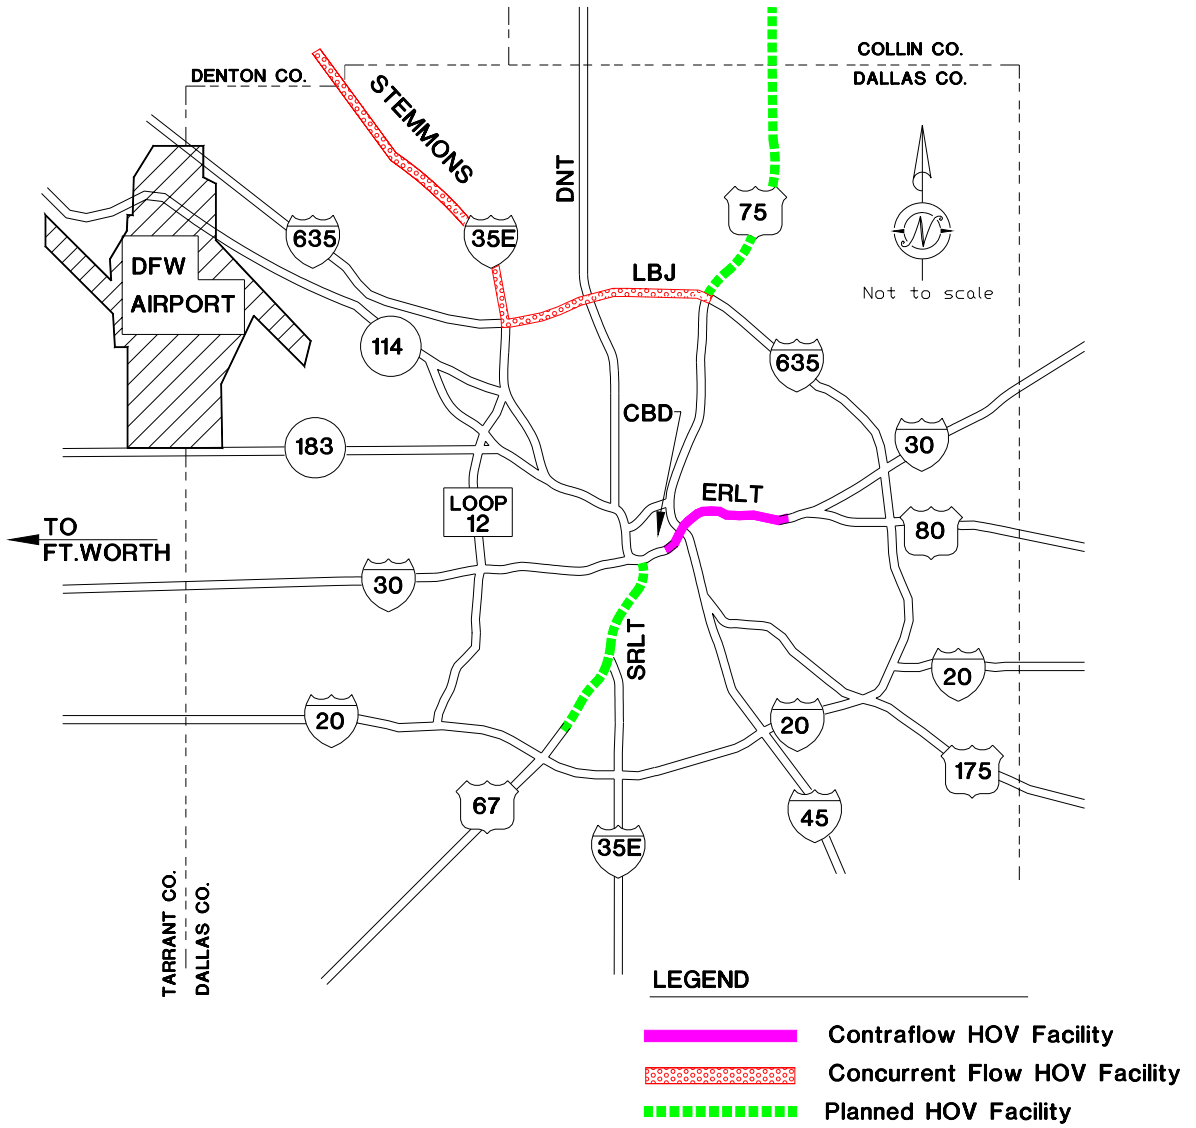 COLLIN CO.
DENTON CO.
DALLAS CO.
STEMMONS
DNT
75
635
35E
LBJ
DFW
AIRPORT
N
Not to scale
114
635
CBD
183
30
ERLT
LOOP
12
80
TO
FT.WORTH
30
SRLT
20
20
20
175
67
45
35E
TARRANT CO.
DALLAS CO.
LEGEND
Contraflow HOV Facility
Concurrent Flow HOV Facility
Planned HOV Facility